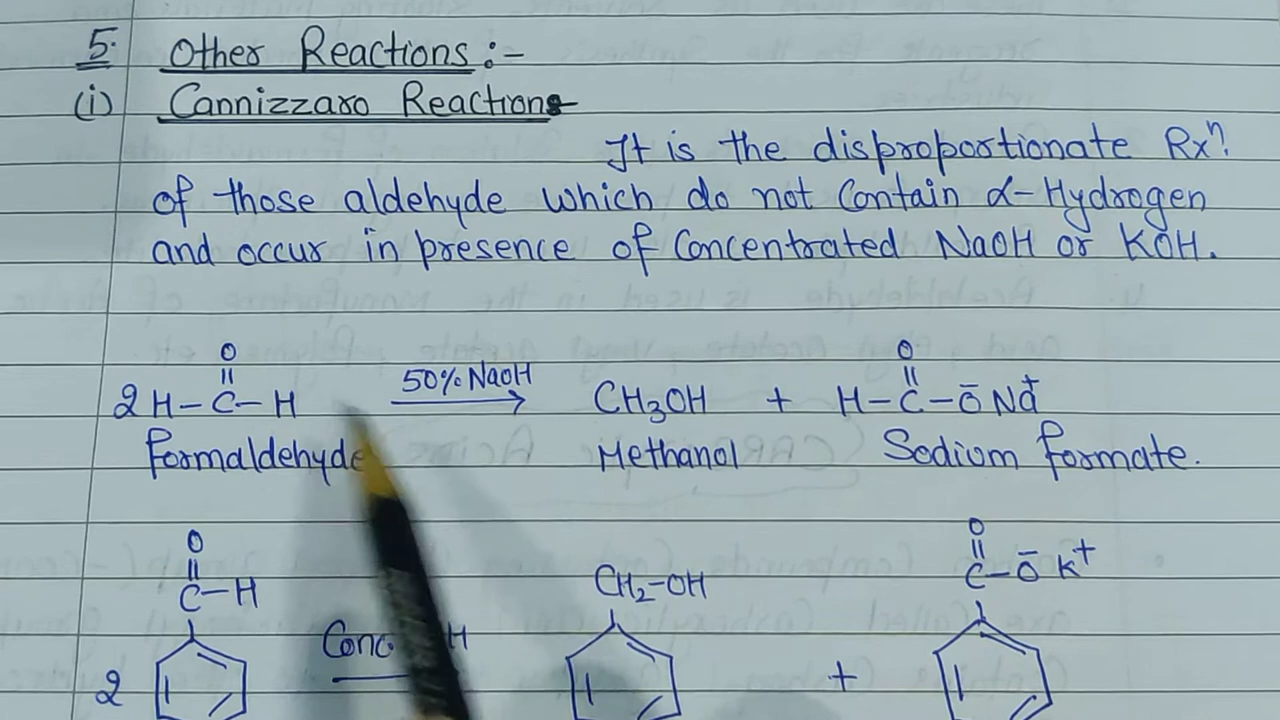 5. Other Reactions :-
(i) Cannizzaro Reactions
It is the disproportionate Rxⁿ.
of those aldehyde which do not contain α-Hydrogen
and occur in presence of Concentrated NaOH or KOH.
O
||
2 H-C-H 50% NaOH → CH3OH + H-C-ŌNa⁺
O
||
Formaldehyde Methanol Sodium formate.
O
||
C-H CH2-OH C-Ō K⁺
O
||
2 Conc H +